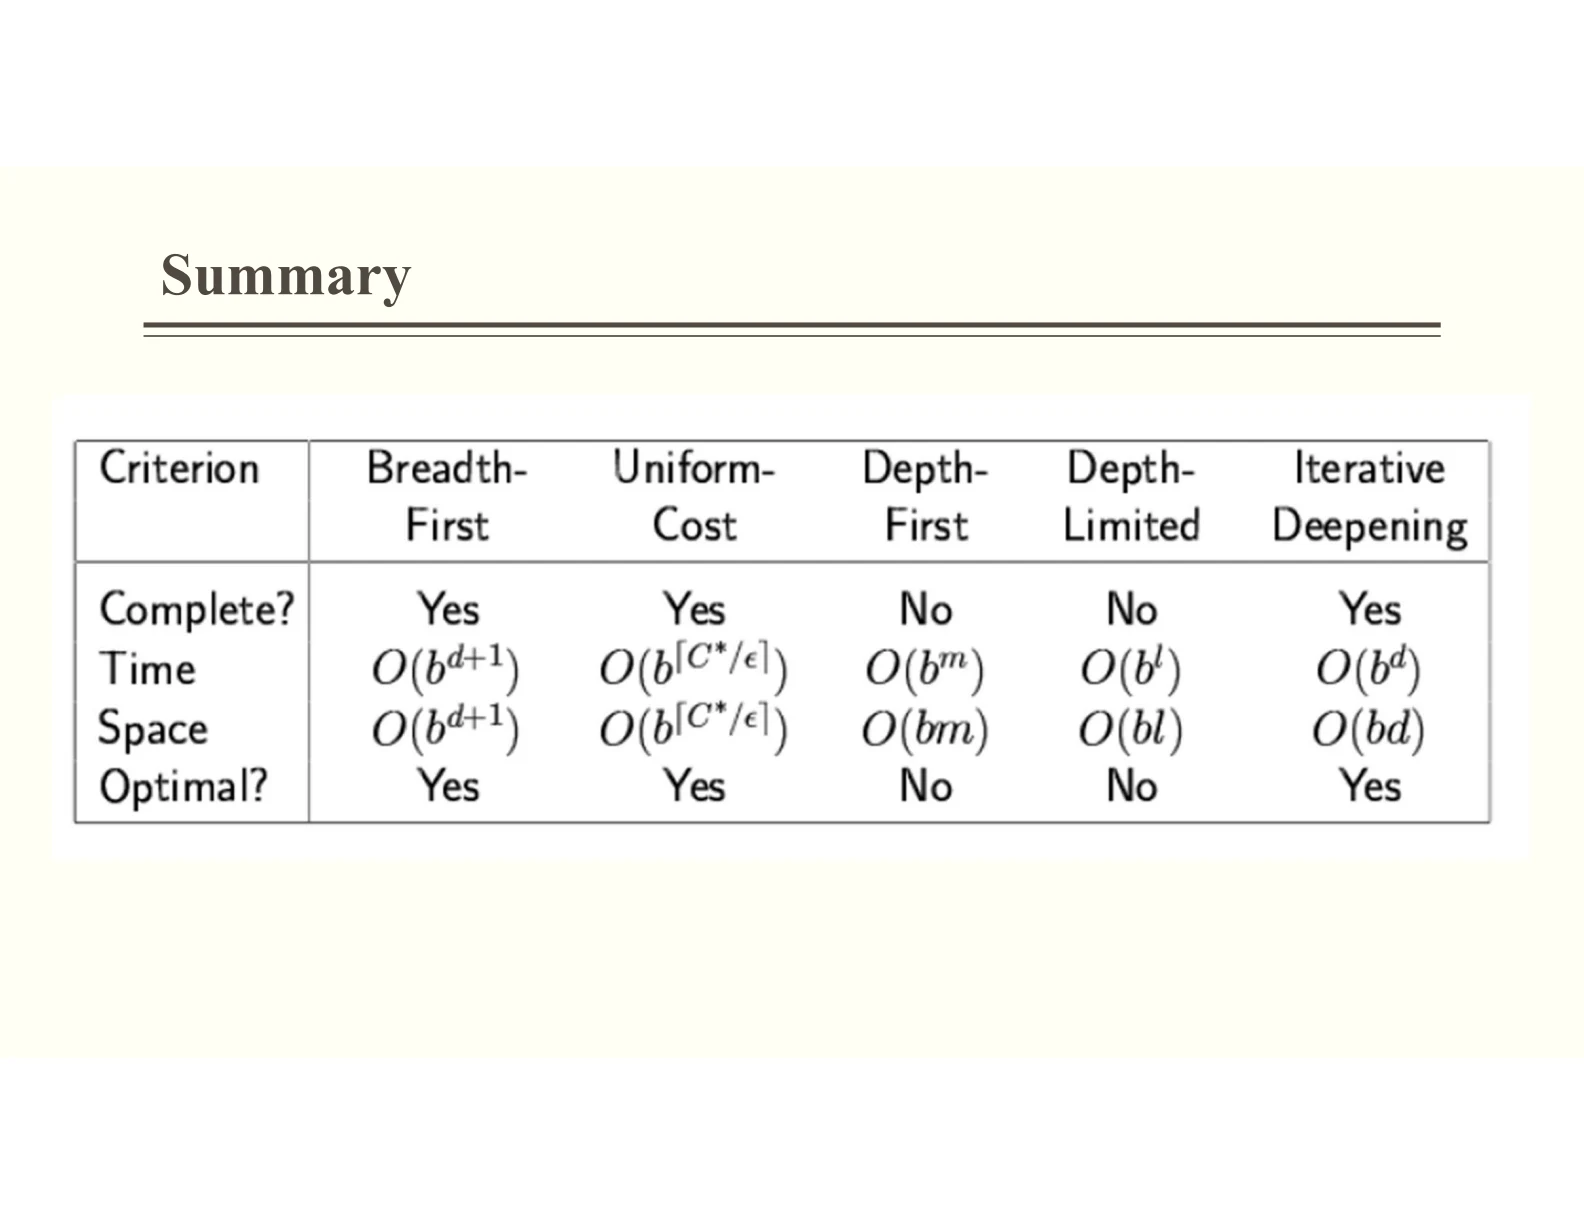 Summary
Criterion Breadth- Uniform- Depth- Depth- Iterative
First Cost First Limited Deepening
Complete? Yes Yes No No Yes
Time O(b^{d+1}) O(b^{⌈C*/ϵ⌉}) O(b^m) O(b^l) O(b^d)
Space O(b^{d+1}) O(b^{⌈C*/ϵ⌉}) O(bm) O(bl) O(bd)
Optimal? Yes Yes No No Yes